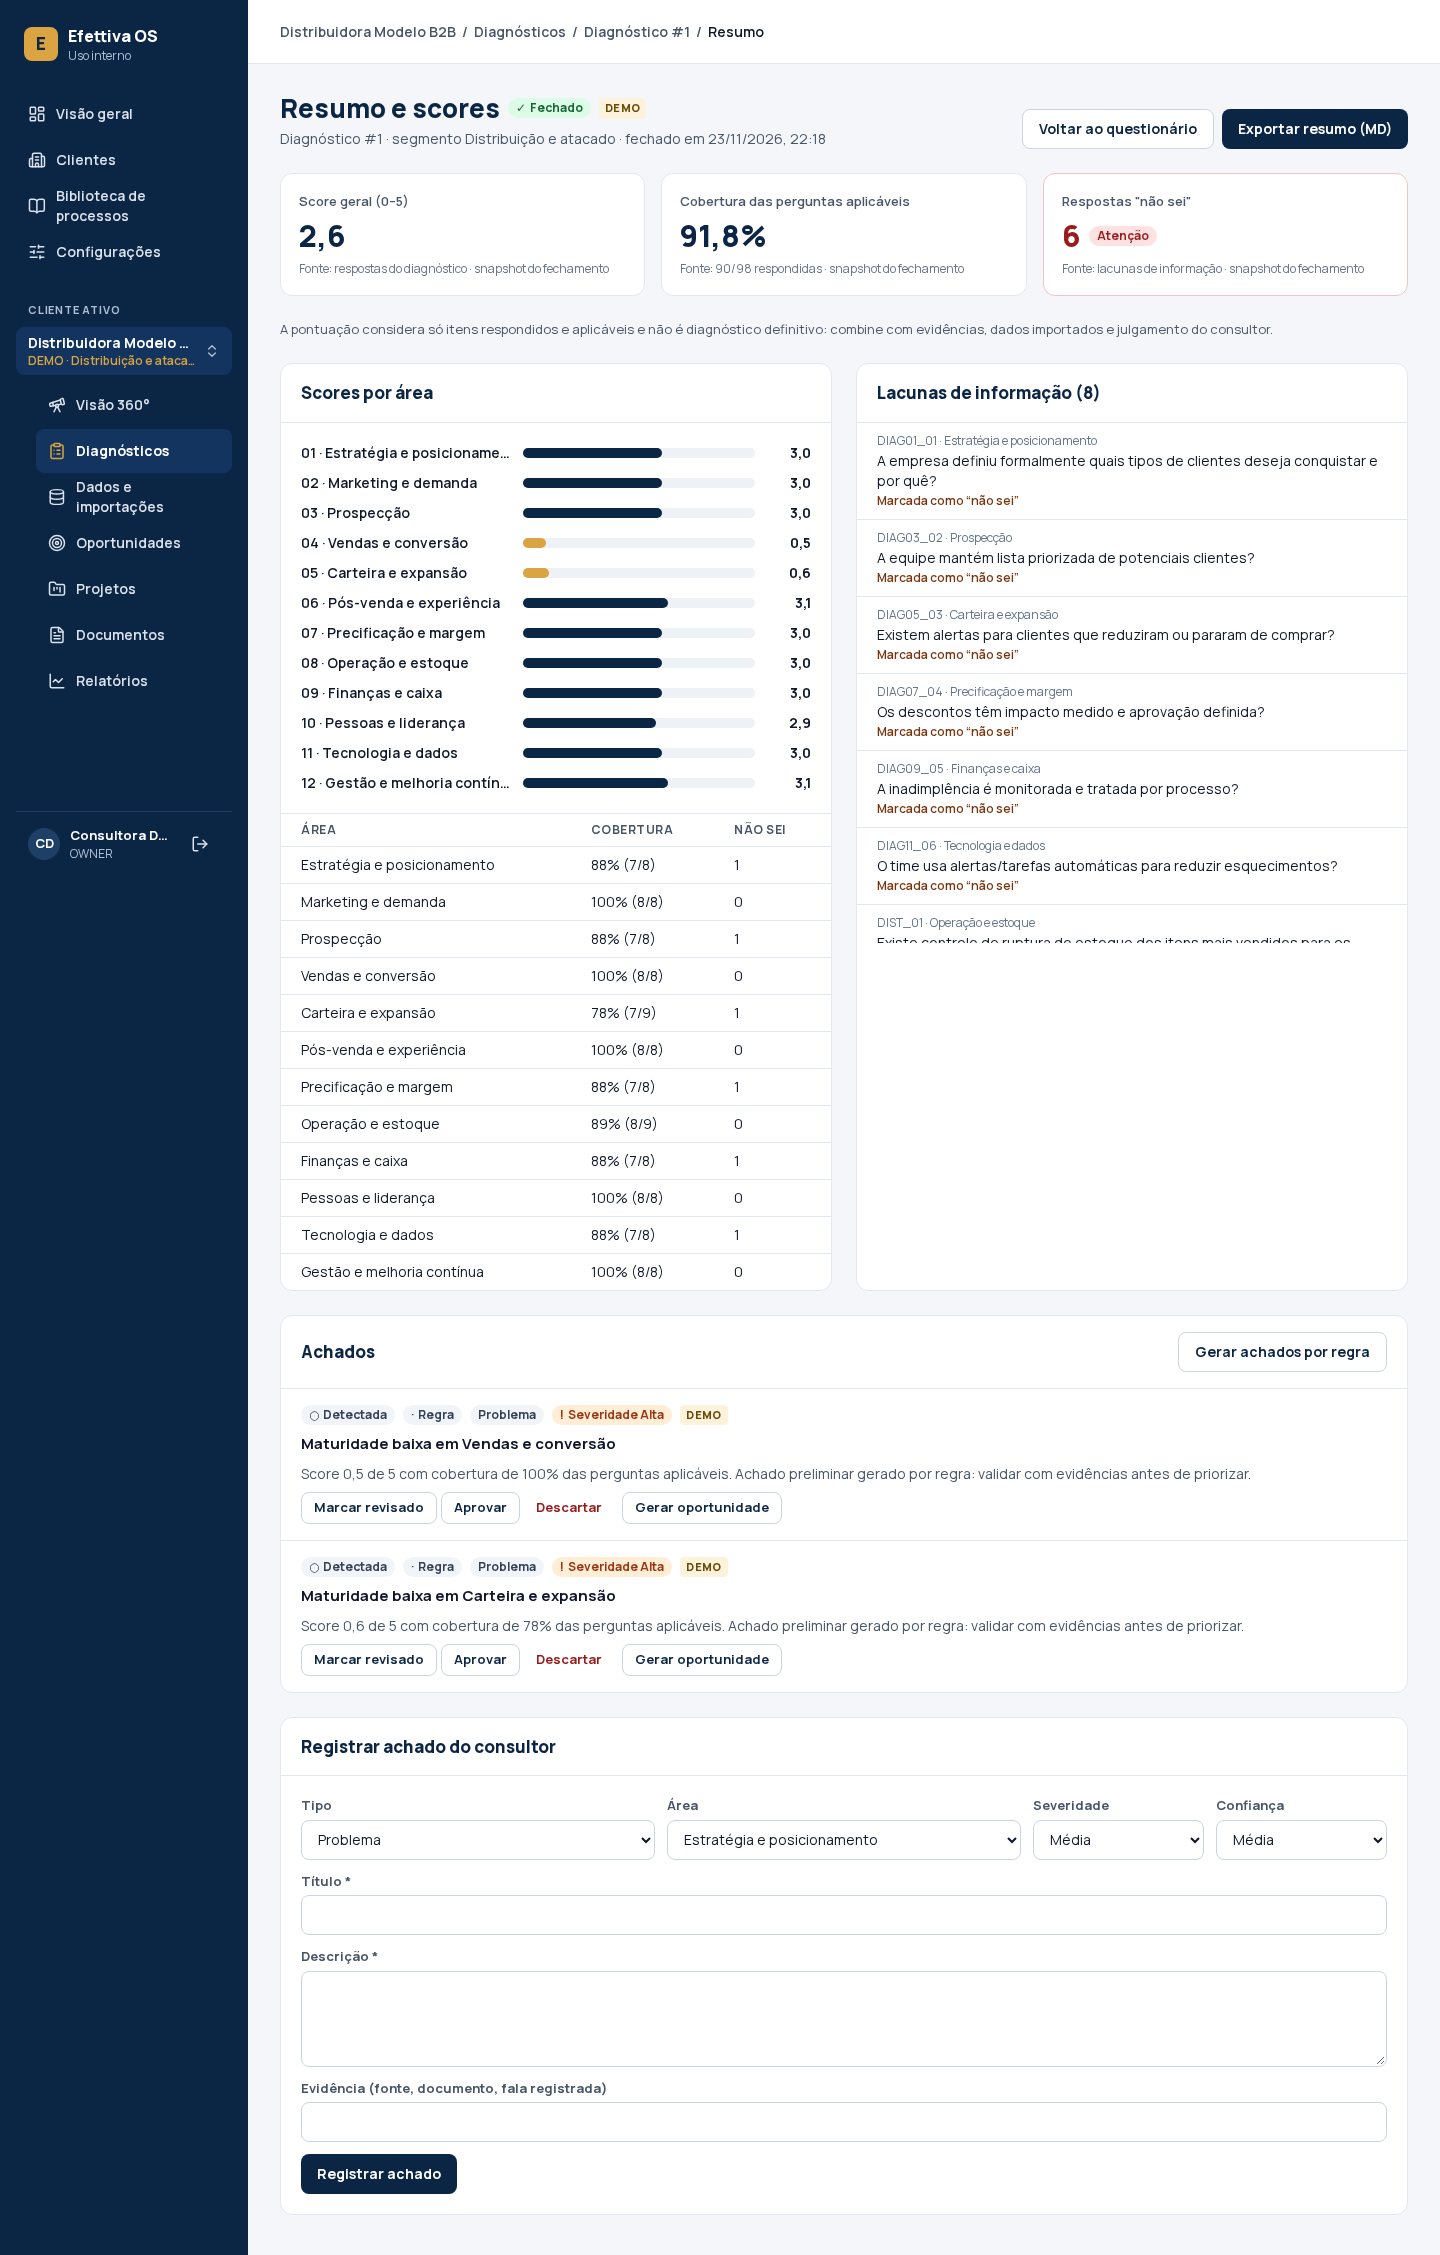 E
Efettiva OS
Uso interno
Visão geral
Clientes
Biblioteca de
processos
Configurações
CLIENTE ATIVO
Distribuidora Modelo ...
DEMO · Distribuição e ataca...
Visão 360°
Diagnósticos
Dados e
importações
Oportunidades
Projetos
Documentos
Relatórios
CD
Consultora D...
OWNER
Distribuidora Modelo B2B / Diagnósticos / Diagnóstico #1 / Resumo
Resumo e scores ✓ Fechado DEMO
Diagnóstico #1 · segmento Distribuição e atacado · fechado em 23/11/2026, 22:18
Voltar ao questionário
Exportar resumo (MD)
Score geral (0–5)
2,6
Fonte: respostas do diagnóstico · snapshot do fechamento
Cobertura das perguntas aplicáveis
91,8%
Fonte: 90/98 respondidas · snapshot do fechamento
Respostas "não sei"
6 Atenção
Fonte: lacunas de informação · snapshot do fechamento
A pontuação considera só itens respondidos e aplicáveis e não é diagnóstico definitivo: combine com evidências, dados importados e julgamento do consultor.
Scores por área
01 · Estratégia e posicioname... 3,0
02 · Marketing e demanda 3,0
03 · Prospecção 3,0
04 · Vendas e conversão 0,5
05 · Carteira e expansão 0,6
06 · Pós-venda e experiência 3,1
07 · Precificação e margem 3,0
08 · Operação e estoque 3,0
09 · Finanças e caixa 3,0
10 · Pessoas e liderança 2,9
11 · Tecnologia e dados 3,0
12 · Gestão e melhoria contín... 3,1
ÁREA COBERTURA NÃO SEI
Estratégia e posicionamento 88% (7/8) 1
Marketing e demanda 100% (8/8) 0
Prospecção 88% (7/8) 1
Vendas e conversão 100% (8/8) 0
Carteira e expansão 78% (7/9) 1
Pós-venda e experiência 100% (8/8) 0
Precificação e margem 88% (7/8) 1
Operação e estoque 89% (8/9) 0
Finanças e caixa 88% (7/8) 1
Pessoas e liderança 100% (8/8) 0
Tecnologia e dados 88% (7/8) 1
Gestão e melhoria contínua 100% (8/8) 0
Lacunas de informação (8)
DIAG01_01 · Estratégia e posicionamento
A empresa definiu formalmente quais tipos de clientes deseja conquistar e
por quê?
Marcada como “não sei”
DIAG03_02 · Prospecção
A equipe mantém lista priorizada de potenciais clientes?
Marcada como “não sei”
DIAG05_03 · Carteira e expansão
Existem alertas para clientes que reduziram ou pararam de comprar?
Marcada como “não sei”
DIAG07_04 · Precificação e margem
Os descontos têm impacto medido e aprovação definida?
Marcada como “não sei”
DIAG09_05 · Finanças e caixa
A inadimplência é monitorada e tratada por processo?
Marcada como “não sei”
DIAG11_06 · Tecnologia e dados
O time usa alertas/tarefas automáticas para reduzir esquecimentos?
Marcada como “não sei”
DIST_01 · Operação e estoque
Existe controle de ruptura de estoque dos itens mais vendidos para os
Achados
Gerar achados por regra
Detectada · Regra Problema ! Severidade Alta DEMO
Maturidade baixa em Vendas e conversão
Score 0,5 de 5 com cobertura de 100% das perguntas aplicáveis. Achado preliminar gerado por regra: validar com evidências antes de priorizar.
Marcar revisado Aprovar Descartar Gerar oportunidade
Detectada · Regra Problema ! Severidade Alta DEMO
Maturidade baixa em Carteira e expansão
Score 0,6 de 5 com cobertura de 78% das perguntas aplicáveis. Achado preliminar gerado por regra: validar com evidências antes de priorizar.
Marcar revisado Aprovar Descartar Gerar oportunidade
Registrar achado do consultor
Tipo Área Severidade Confiança
Problema Estratégia e posicionamento Média Média
Título *
Descrição *
Evidência (fonte, documento, fala registrada)
Registrar achado